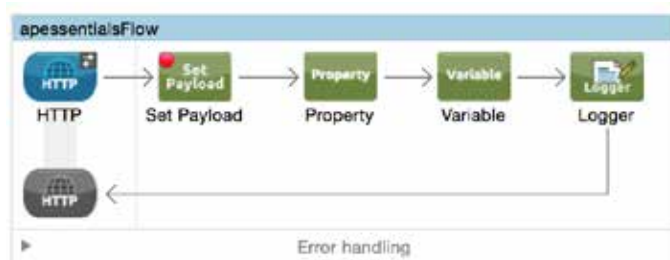 apessentialsFlow
HTTP
Set
Payload
Property
Variable
Logger
HTTP
Set Payload
Property
Variable
Logger
HTTP
Error handling